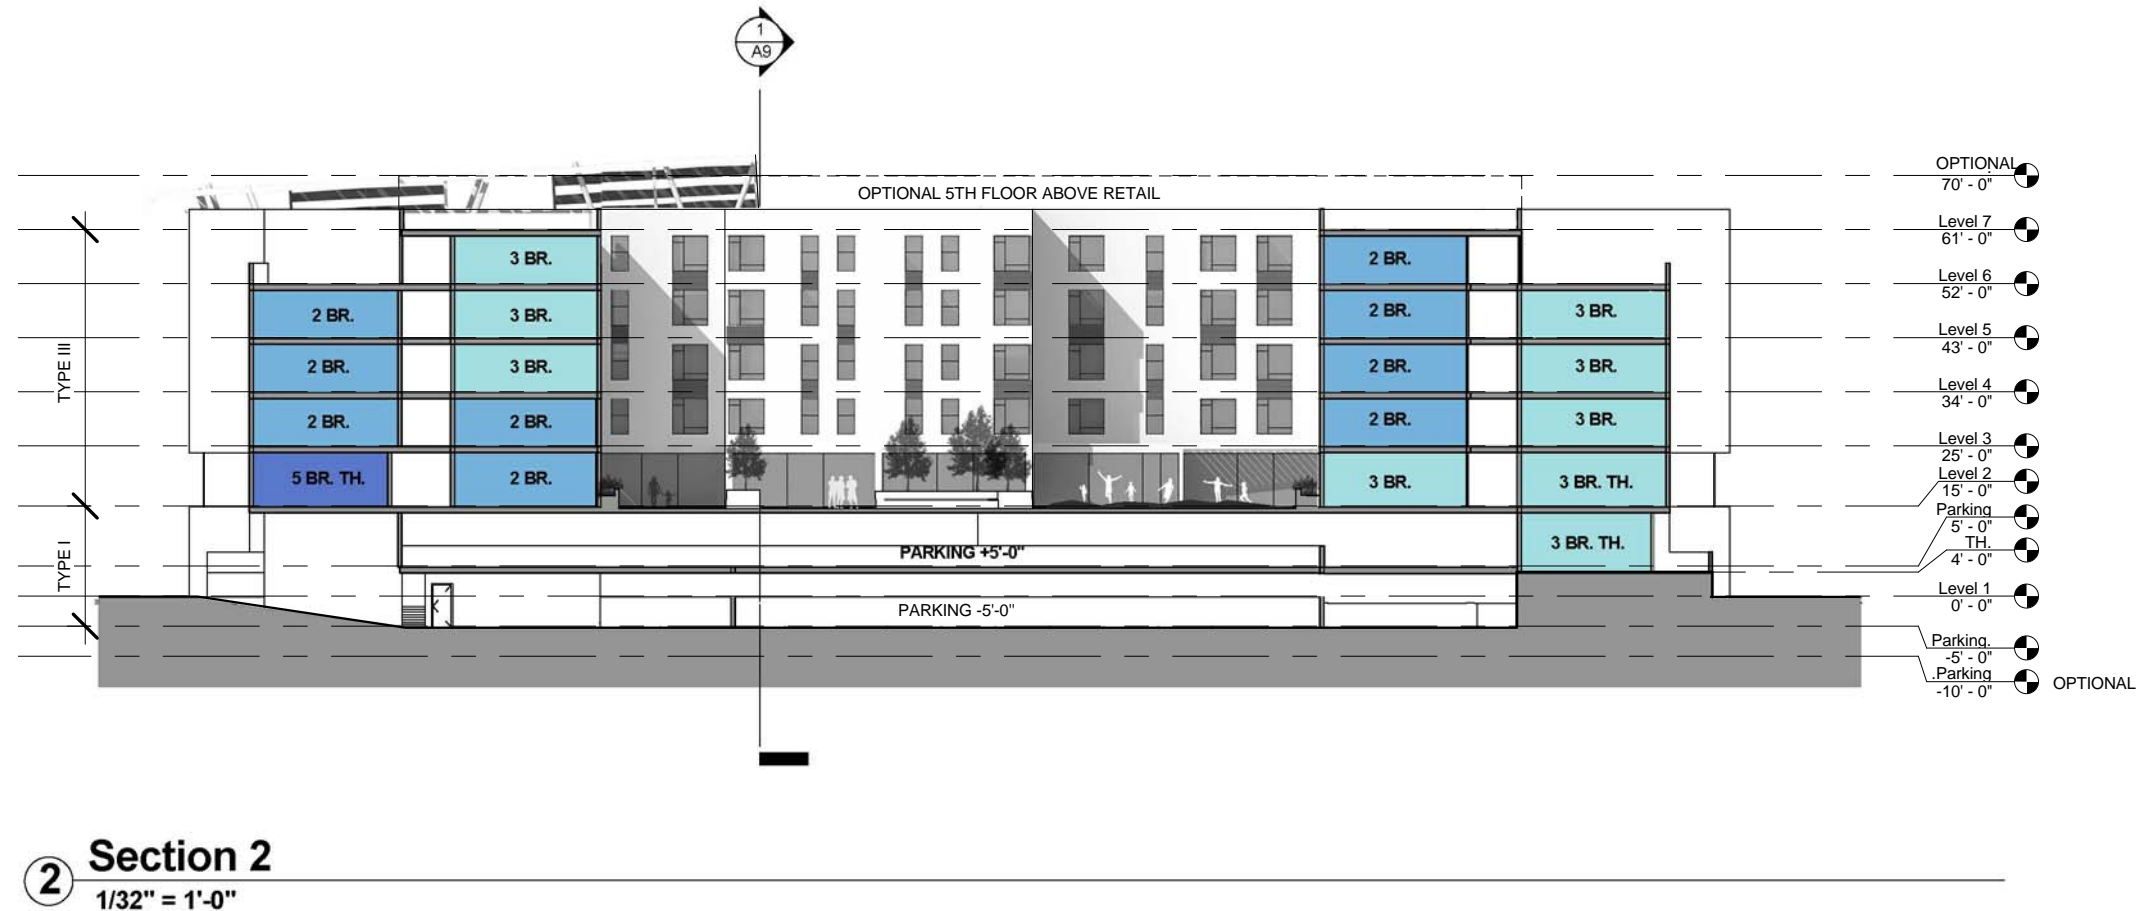 1
A9
OPTIONAL
70' - 0"
OPTIONAL 5TH FLOOR ABOVE RETAIL
Level 7
61' - 0"
3 BR.
2 BR.
Level 6
52' - 0"
2 BR.
3 BR.
2 BR.
3 BR.
Level 5
43' - 0"
TYPE III
2 BR.
3 BR.
2 BR.
3 BR.
Level 4
34' - 0"
2 BR.
2 BR.
2 BR.
3 BR.
Level 3
25' - 0"
5 BR. TH.
2 BR.
3 BR.
3 BR. TH.
Level 2
15' - 0"
Parking
5' - 0"
TYPE I
PARKING +5'-0"
3 BR. TH.
TH.
4' - 0"
Level 1
0' - 0"
PARKING -5'-0"
Parking.
-5' - 0"
.Parking
-10' - 0"
OPTIONAL
2
Section 2
1/32" = 1'-0"